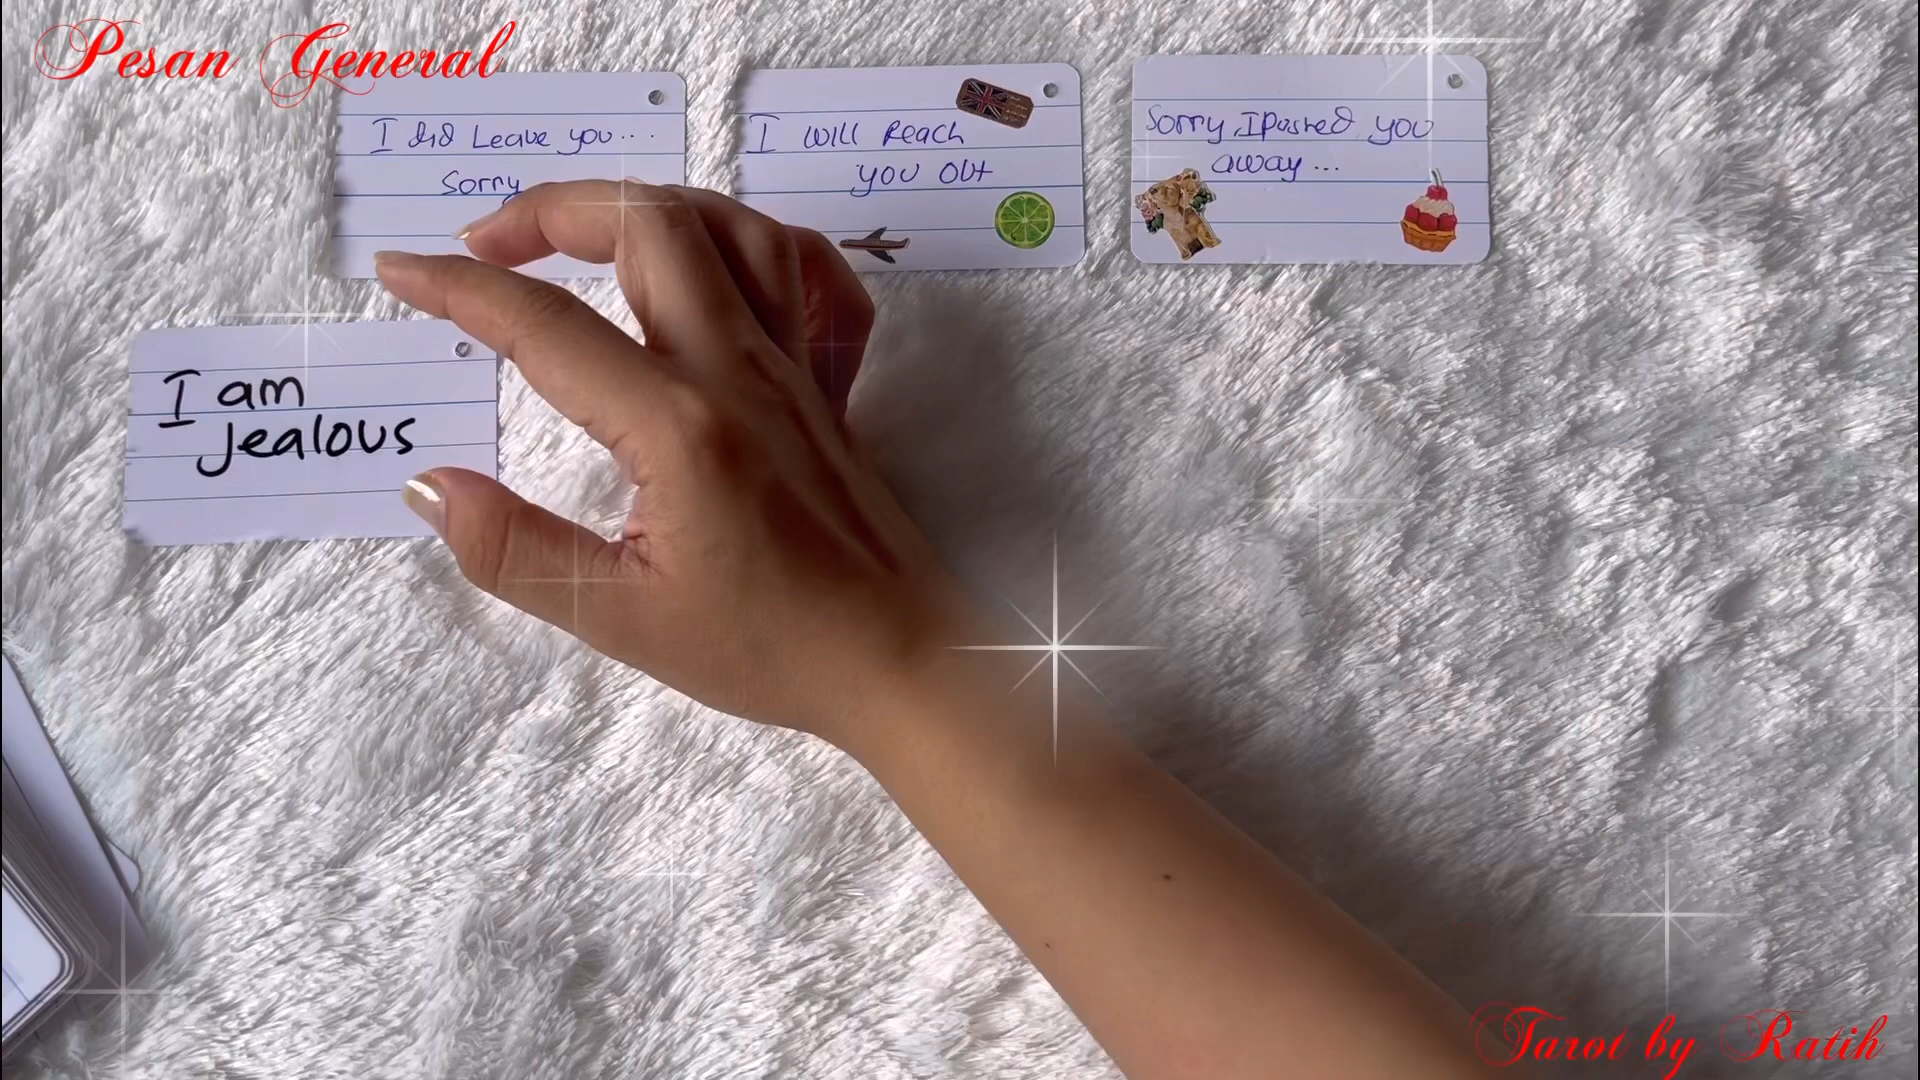 Pesan General
I did Leave you...
Sorry
I will Reach
you out
Sorry, I Pushed you
away...
I am
jealous
Tarot by Ratih